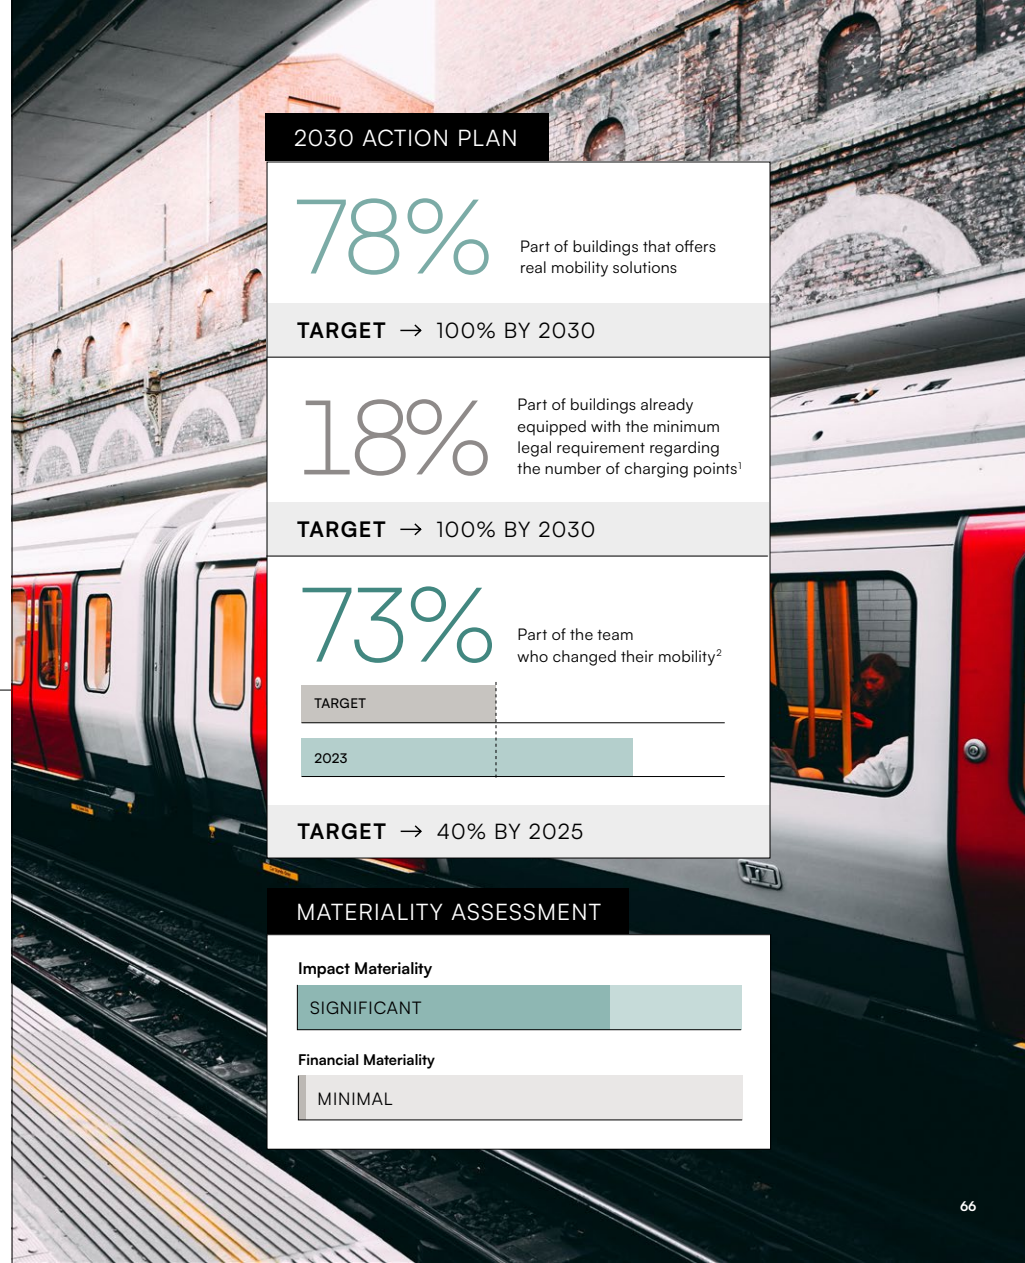 2030 ACTION PLAN
78%
Part of buildings that offers
real mobility solutions
TARGET → 100% BY 2030
18%
Part of buildings already
equipped with the minimum
legal requirement regarding
the number of charging points¹
TARGET → 100% BY 2030
73%
Part of the team
who changed their mobility²
TARGET
2023
TARGET → 40% BY 2025
MATERIALITY ASSESSMENT
Impact Materiality
SIGNIFICANT
Financial Materiality
MINIMAL
66